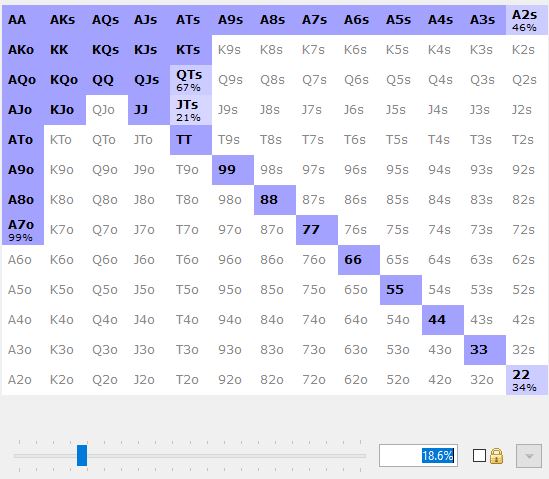 AA AKs AQs AJs ATs A9s A8s A7s A6s A5s A4s A3s A2s
46%
AKo KK KQs KJs KTs K9s K8s K7s K6s K5s K4s K3s K2s
AQo KQo QQ QJs QTs Q9s Q8s Q7s Q6s Q5s Q4s Q3s Q2s
67%
AJo KJo QJo JJ JTs J9s J8s J7s J6s J5s J4s J3s J2s
21%
ATo KTo QTo JTo TT T9s T8s T7s T6s T5s T4s T3s T2s
A9o K9o Q9o J9o T9o 99 98s 97s 96s 95s 94s 93s 92s
A8o K8o Q8o J8o T8o 98o 88 87s 86s 85s 84s 83s 82s
A7o K7o Q7o J7o T7o 97o 87o 77 76s 75s 74s 73s 72s
99%
A6o K6o Q6o J6o T6o 96o 86o 76o 66 65s 64s 63s 62s
A5o K5o Q5o J5o T5o 95o 85o 75o 65o 55 54s 53s 52s
A4o K4o Q4o J4o T4o 94o 84o 74o 64o 54o 44 43s 42s
A3o K3o Q3o J3o T3o 93o 83o 73o 63o 53o 43o 33 32s
A2o K2o Q2o J2o T2o 92o 82o 72o 62o 52o 42o 32o 22
34%
18.6%